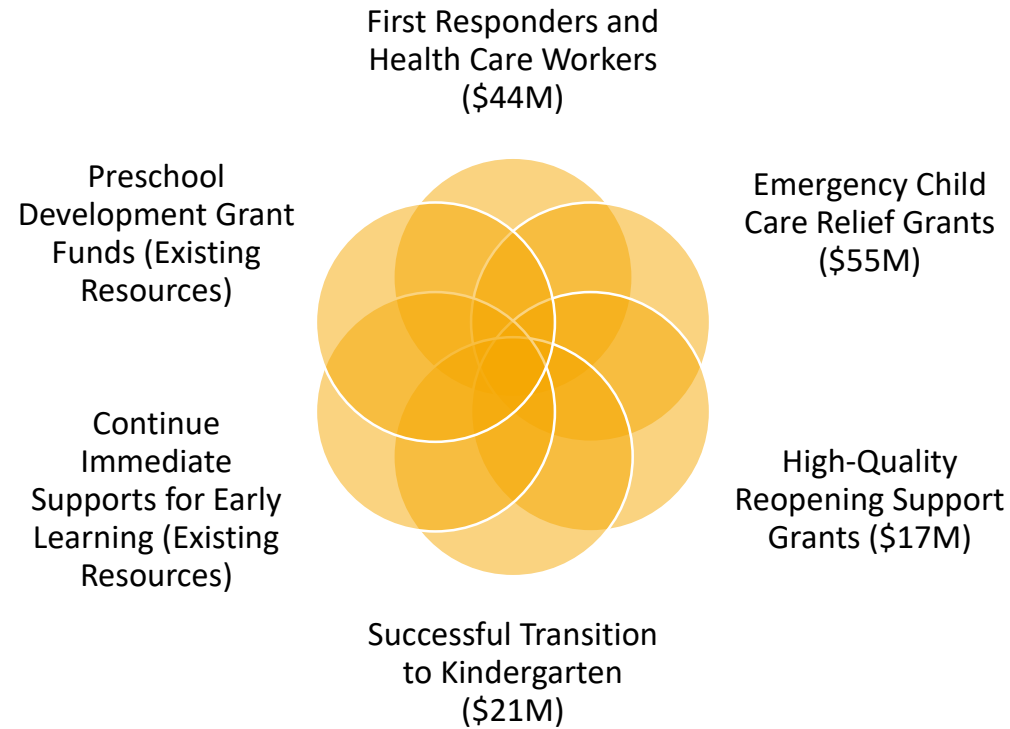 First Responders and
Health Care Workers
($44M)
Emergency Child
Care Relief Grants
($55M)
High-Quality
Reopening Support
Grants ($17M)
Successful Transition
to Kindergarten
($21M)
Continue
Immediate
Supports for Early
Learning (Existing
Resources)
Preschool
Development Grant
Funds (Existing
Resources)